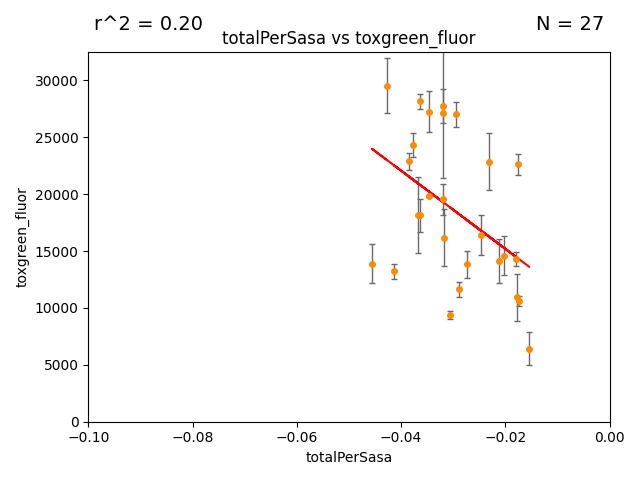 r^2 = 0.20
N = 27
totalPerSasa vs toxgreen_fluor
toxgreen_fluor
30000
25000
20000
15000
10000
5000
0
−0.10
−0.08
−0.06
−0.04
−0.02
0.00
totalPerSasa